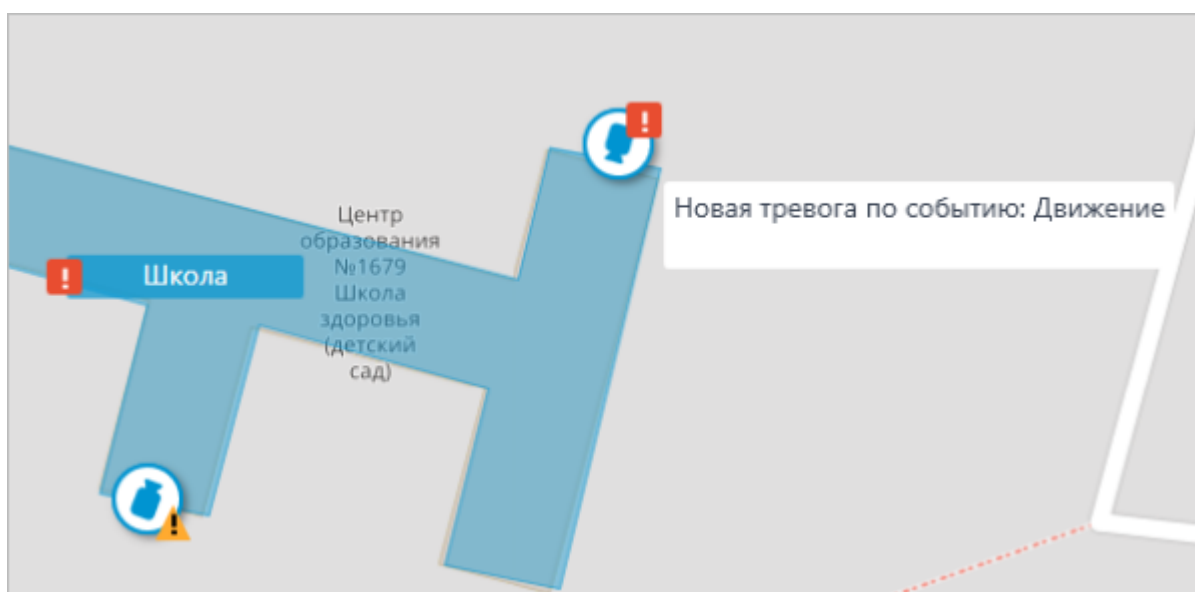 Новая тревога по событию: Движение
Центр
образования
№1679
Школа
здоровья
(детский
сад)
Школа